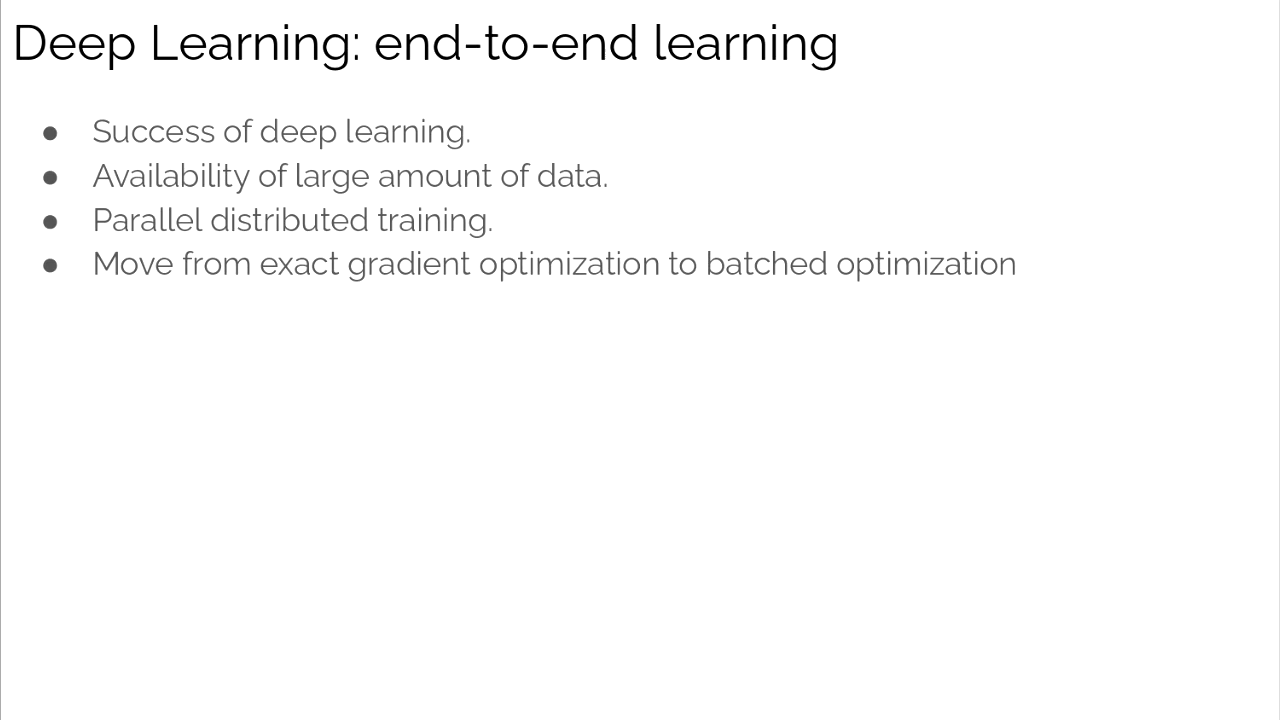 Deep Learning: end-to-end learning
● Success of deep learning.
● Availability of large amount of data.
● Parallel distributed training.
● Move from exact gradient optimization to batched optimization